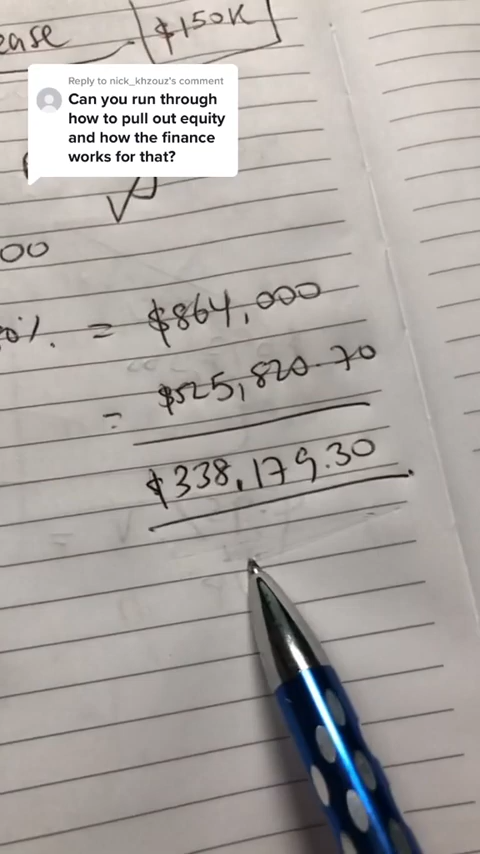 ease $150K
Reply to nick_khzouz's comment
Can you run through
how to pull out equity
and how the finance
works for that?
00
0%. = $864,000
= $525,820.70
$338,179.30